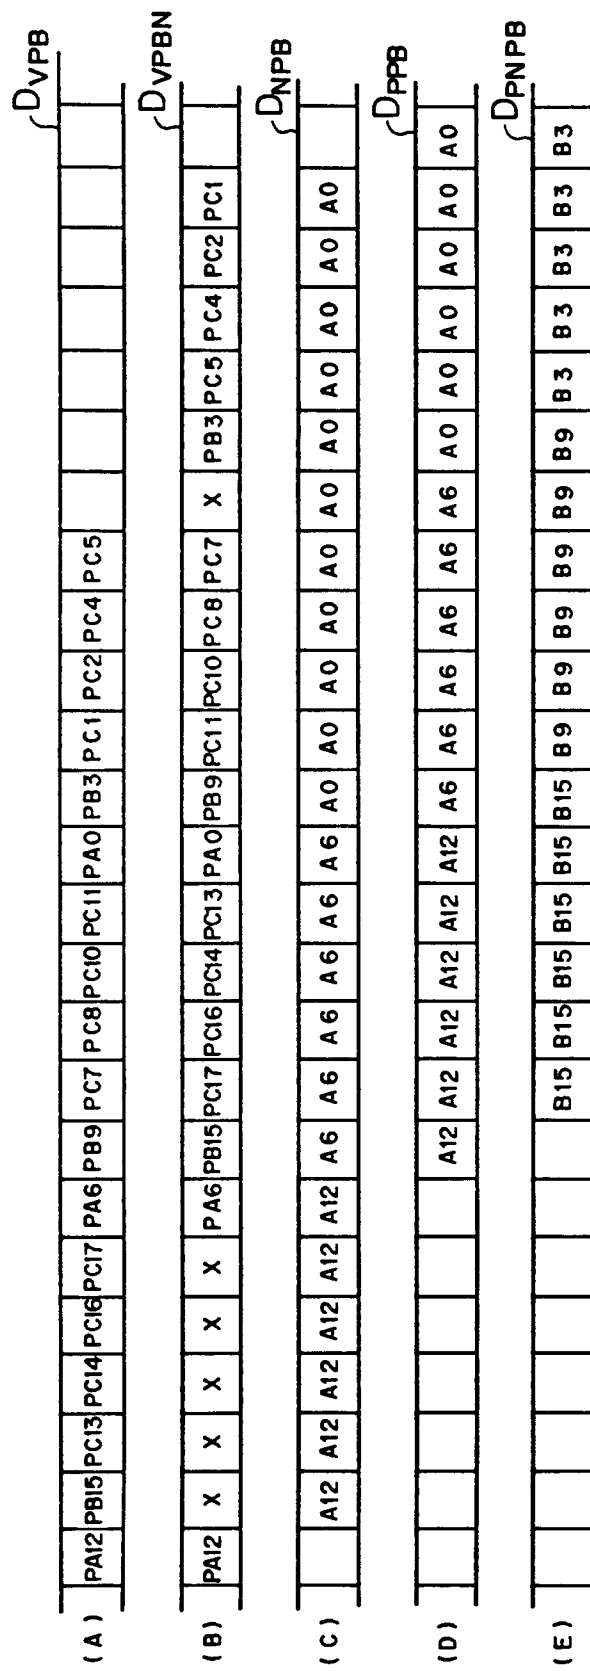 (A) PA12 PB15 PC13 PC14 PC16 PC17 PA6 PB9 PC7 PC8 PC10 PC11 PA0 PB3 PC1 PC2 PC4 PC5 DVPB
(B) PA12 X X X X X PA6 PB15 PC17 PC16 PC14 PC13 PA0 PB9 PC11 PC10 PC8 PC7 X PB3 PC5 PC4 PC2 PC1 DVPBN
(C) A12 A12 A12 A12 A12 A12 A6 A6 A6 A6 A6 A6 A0 A0 A0 A0 A0 A0 A0 A0 A0 A0 A0 DNPB
(D) A12 A12 A12 A12 A12 A12 A6 A6 A6 A6 A6 A6 A0 A0 A0 A0 A0 A0 DPPB
(E) B15 B15 B15 B15 B15 B15 B9 B9 B9 B9 B9 B9 B3 B3 B3 B3 B3 DPNPB